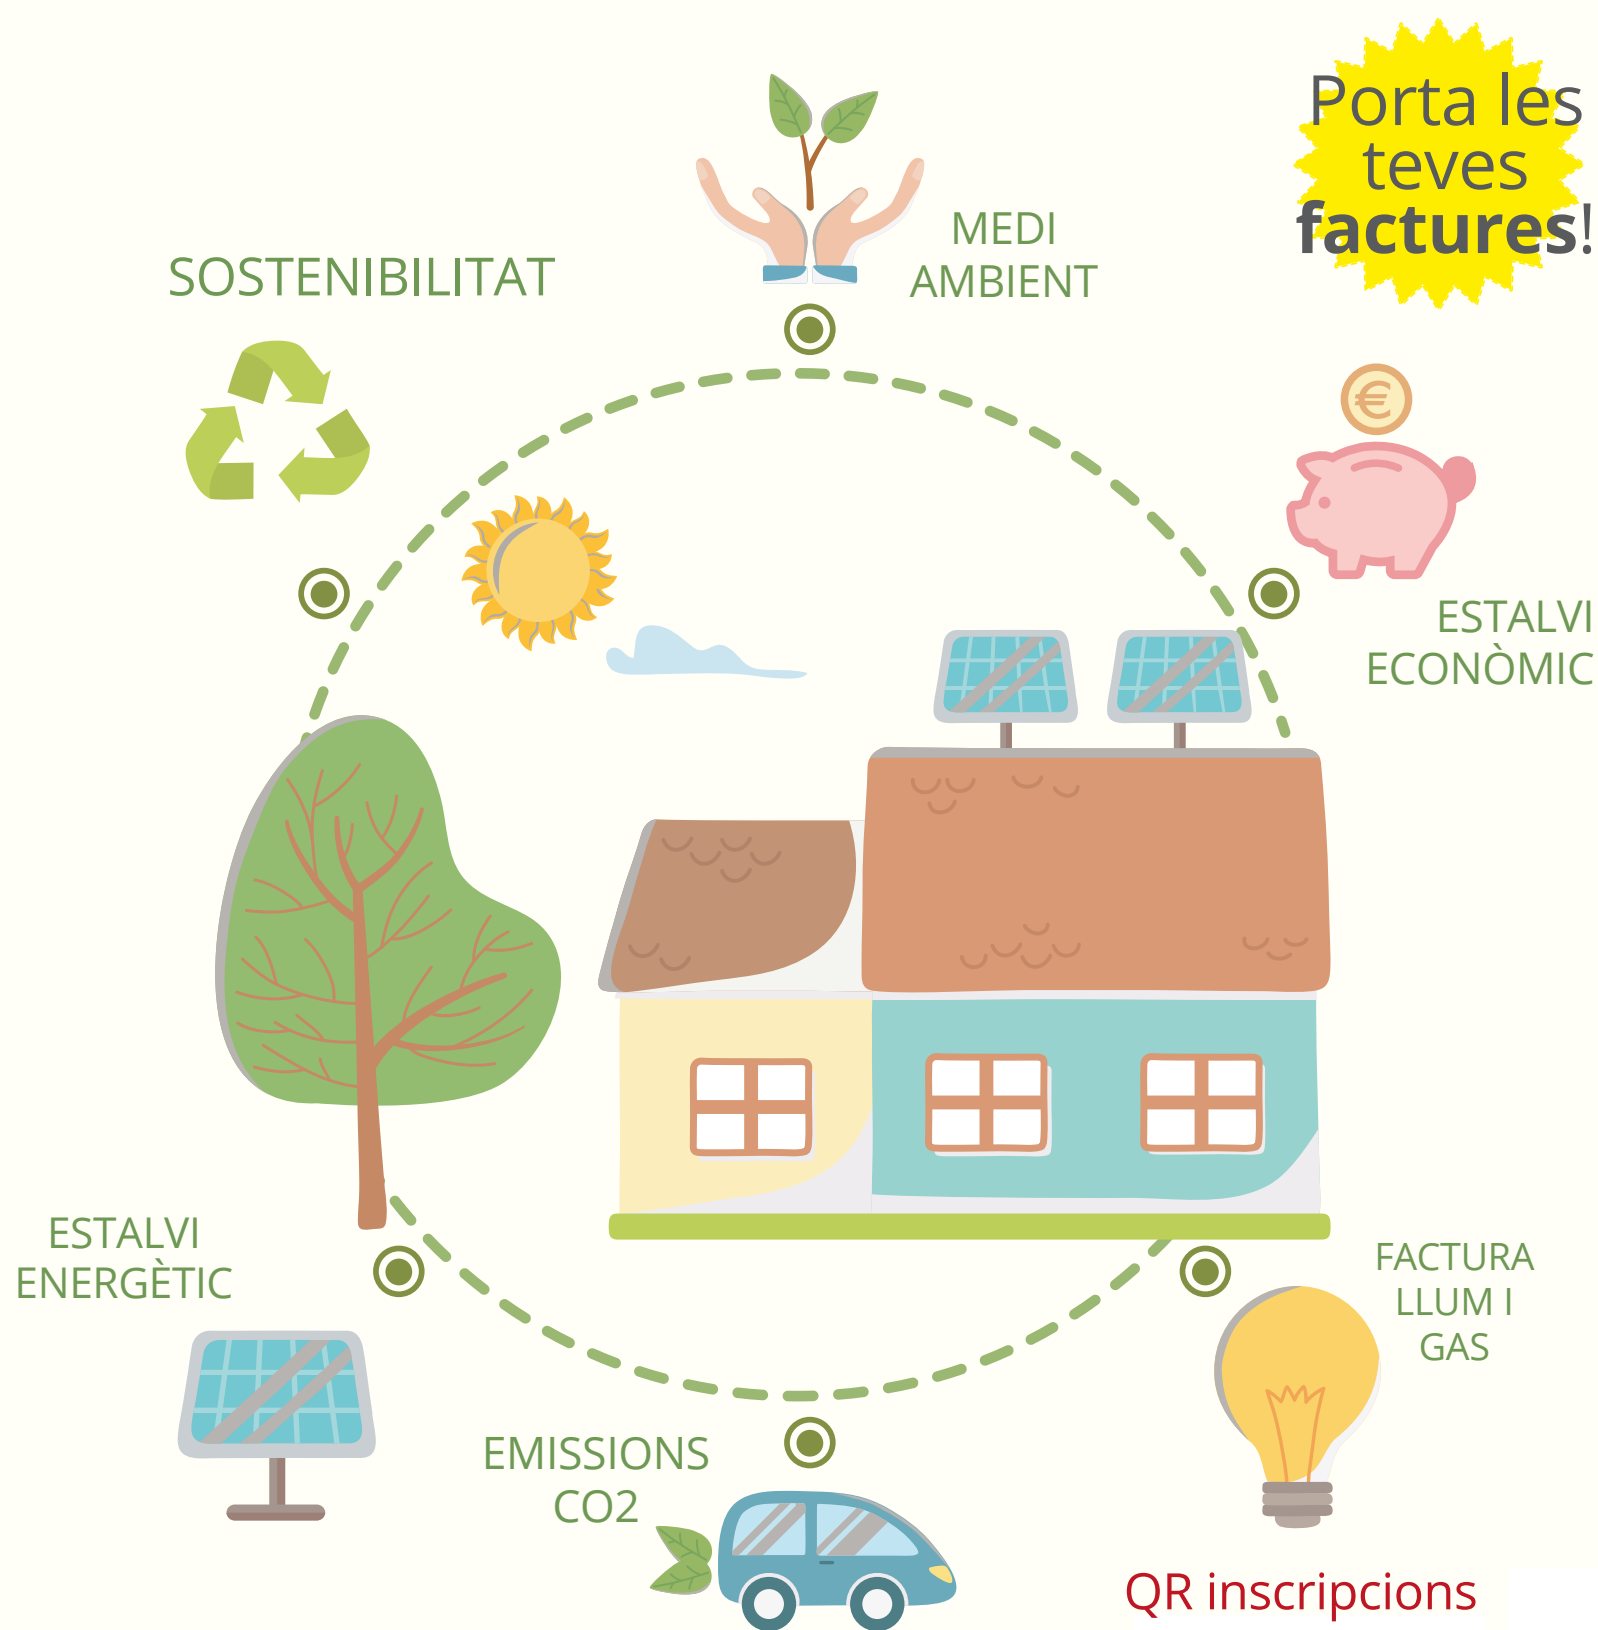 Porta les
teves
factures!
MEDI
AMBIENT
SOSTENIBILITAT
€
ESTALVI
ECONÒMIC
ESTALVI
ENERGÈTIC
FACTURA
LLUM I
GAS
EMISSIONS
CO2
QR inscripcions